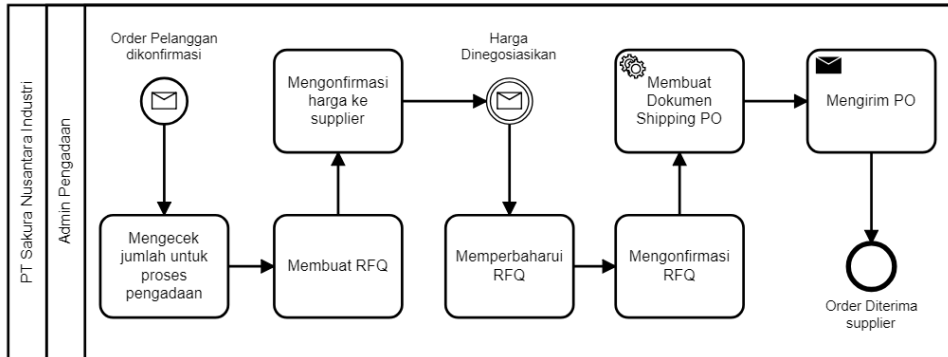 PT Sakura Nusantara Industri
Admin Pengadaan
Order Pelanggan
dikonfirmasi
Mengecek
jumlah untuk
proses
pengadaan
Membuat RFQ
Mengonfirmasi
harga ke
supplier
Harga
Dinegosiasikan
Memperbaharui
RFQ
Mengonfirmasi
RFQ
Membuat
Dokumen
Shipping PO
Mengirim PO
Order Diterima
supplier